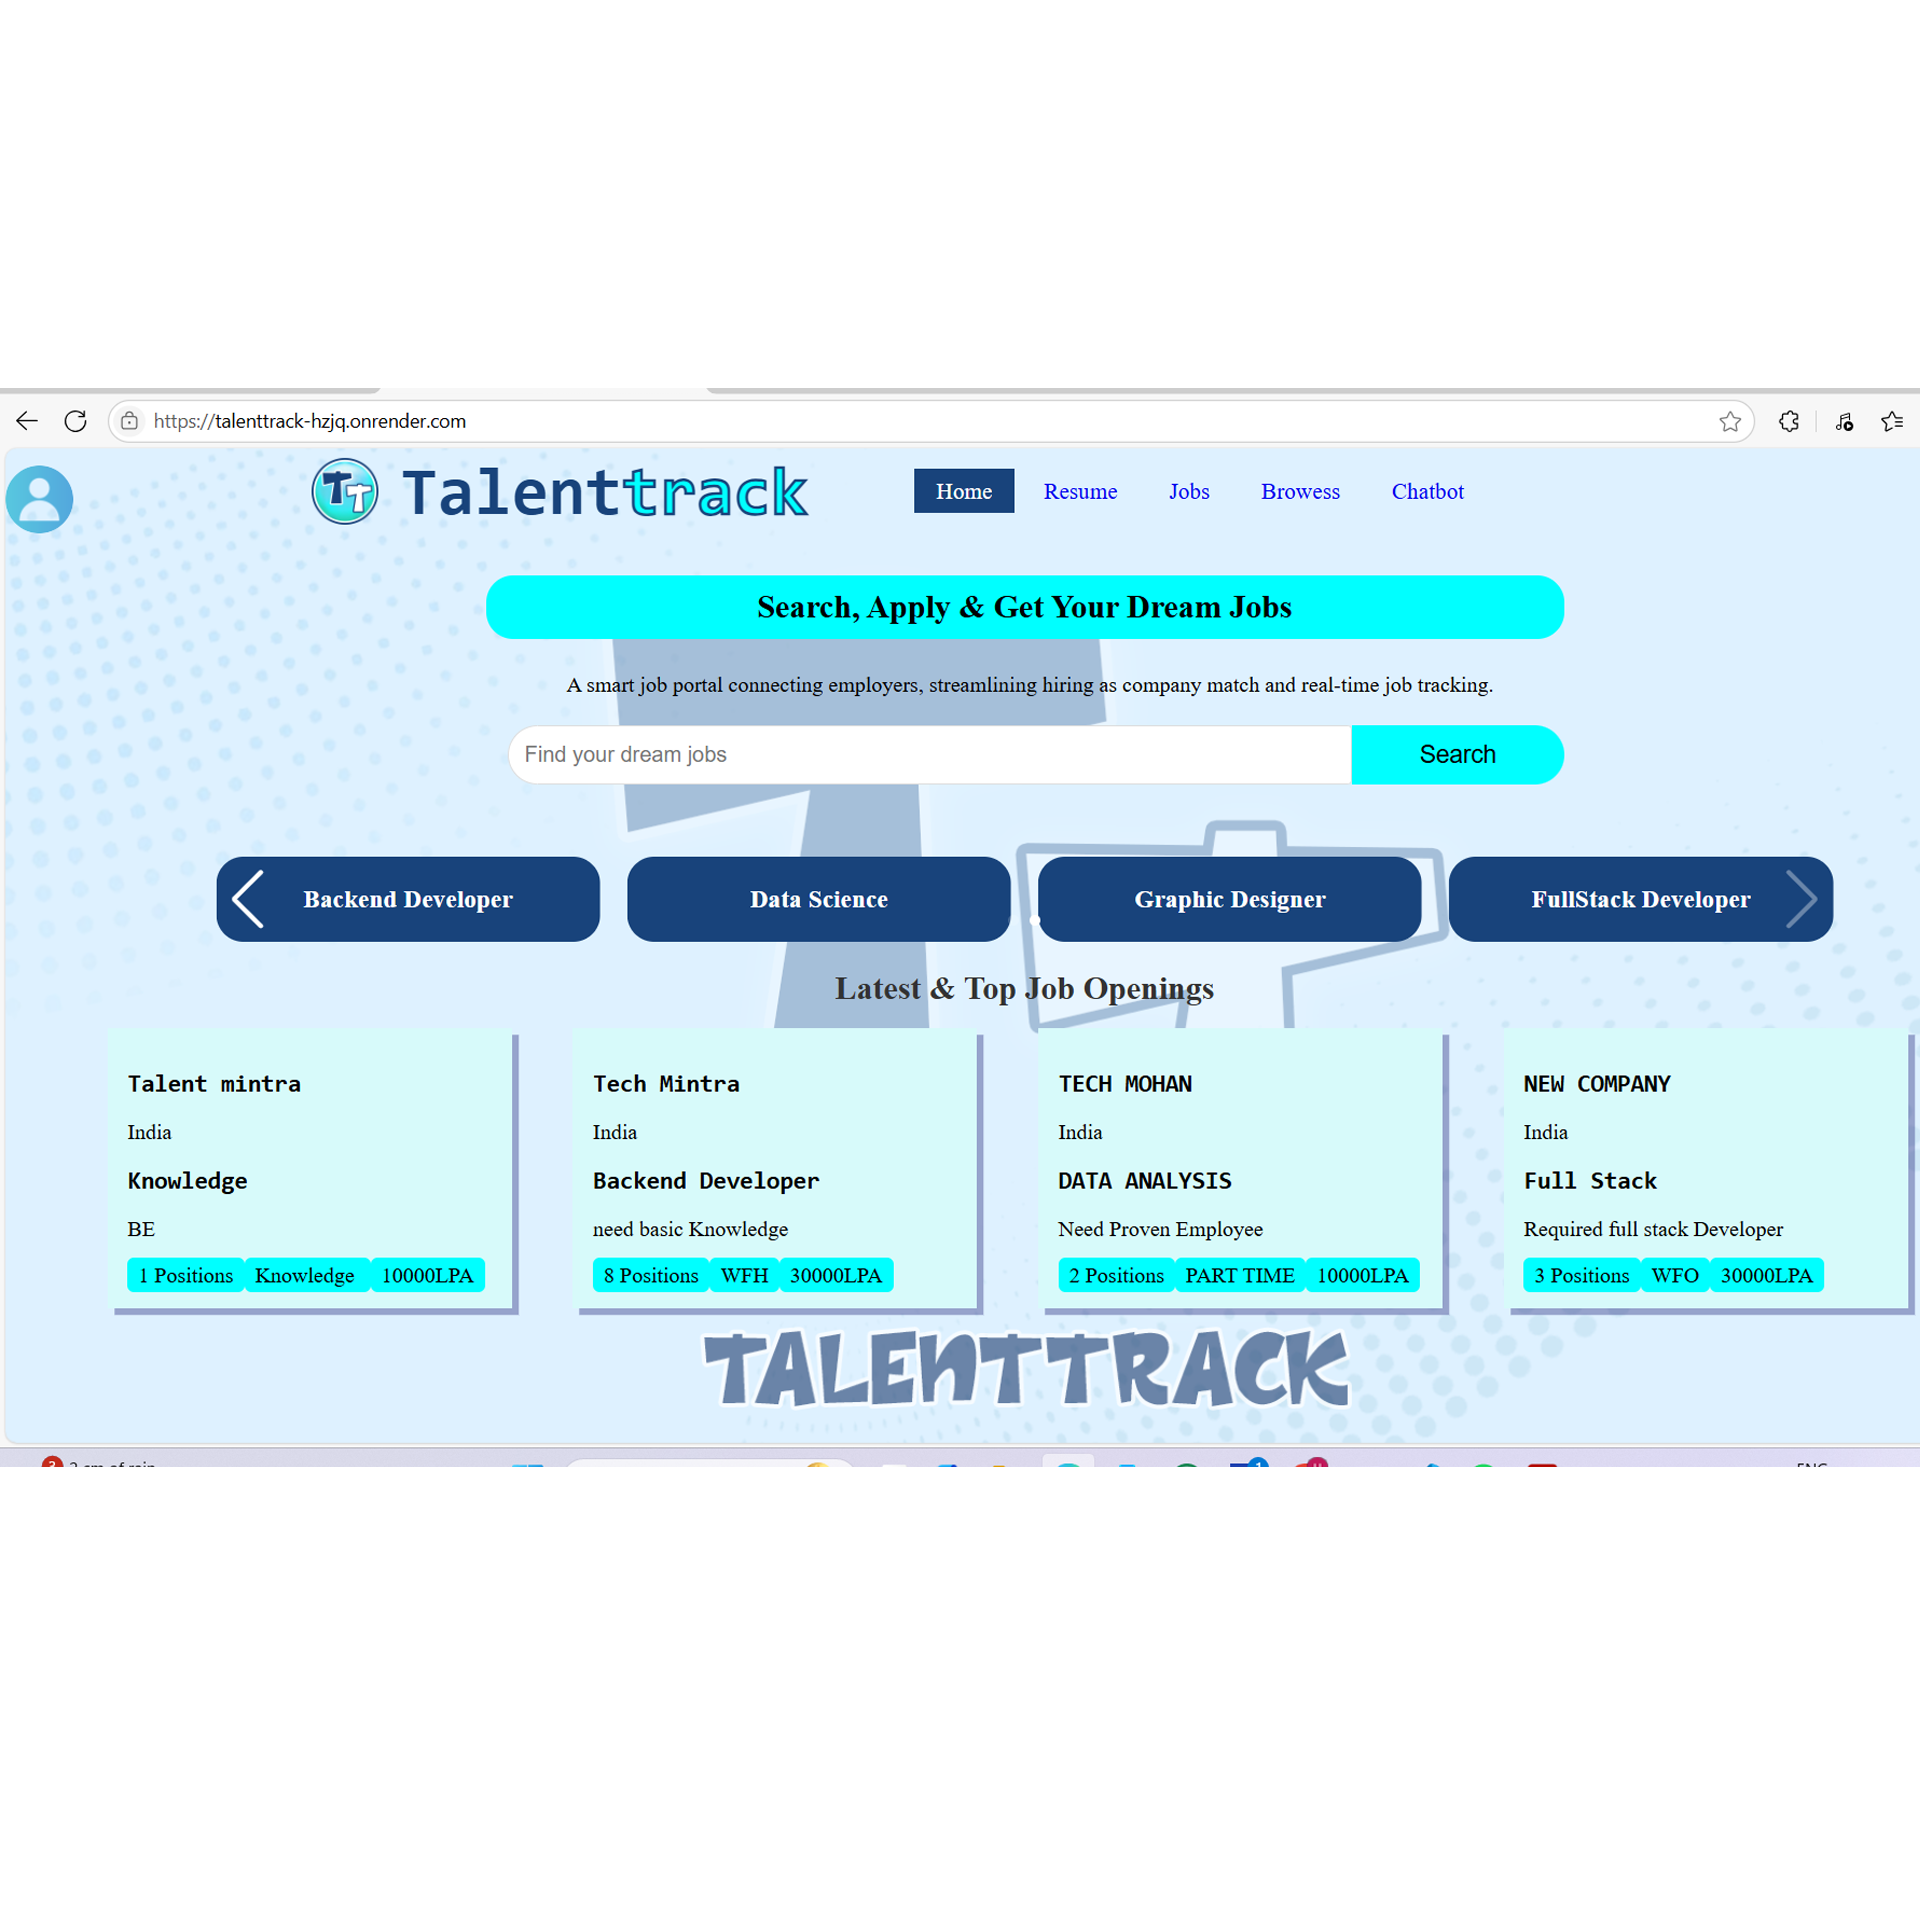 https://talenttrack-hzjq.onrender.com
TT Talenttrack Home Resume Jobs Browess Chatbot
Search, Apply & Get Your Dream Jobs
A smart job portal connecting employers, streamlining hiring as company match and real-time job tracking.
Find your dream jobs Search
Backend Developer Data Science Graphic Designer FullStack Developer
Latest & Top Job Openings
Talent mintra
India
Knowledge
BE
1 Positions Knowledge 10000LPA
Tech Mintra
India
Backend Developer
need basic Knowledge
8 Positions WFH 30000LPA
TECH MOHAN
India
DATA ANALYSIS
Need Proven Employee
2 Positions PART TIME 10000LPA
NEW COMPANY
India
Full Stack
Required full stack Developer
3 Positions WFO 30000LPA
TALENTTRACK